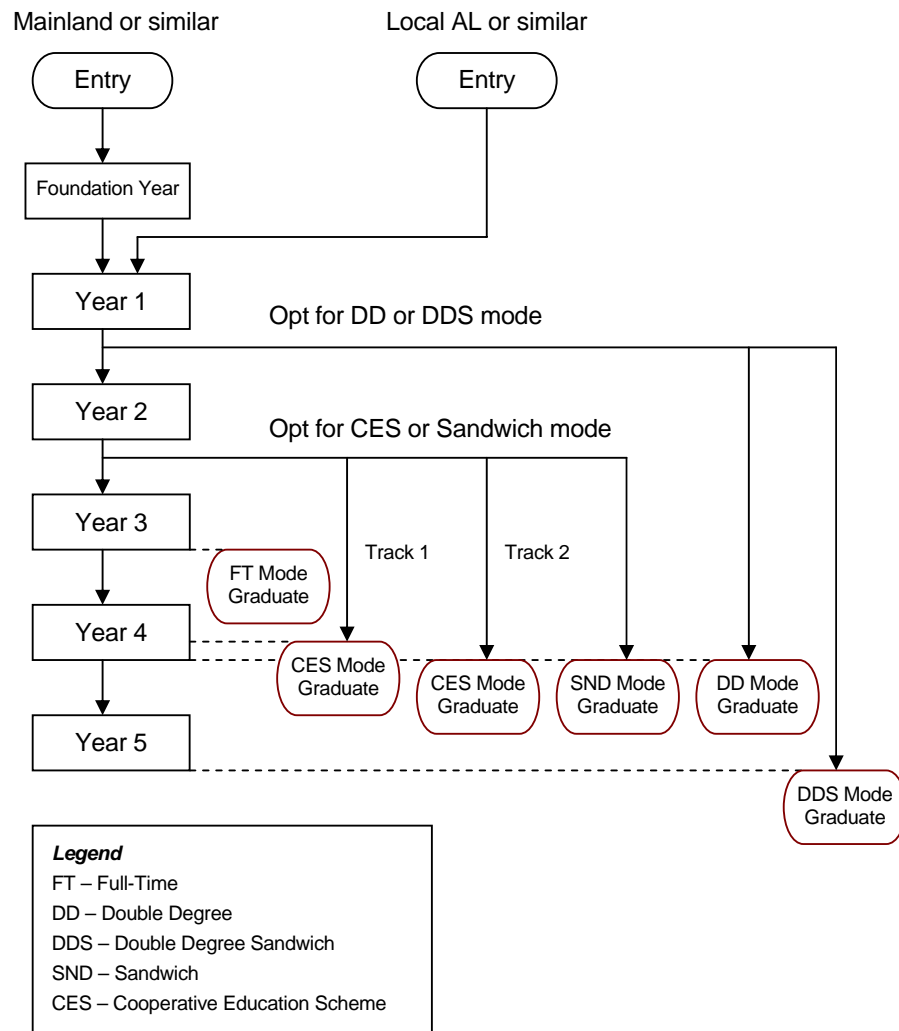 Mainland or similar
Local AL or similar
Entry
Entry
Foundation Year
Year 1
Opt for DD or DDS mode
Year 2
Opt for CES or Sandwich mode
Year 3
Track 1
Track 2
FT Mode
Graduate
Year 4
CES Mode
Graduate
CES Mode
Graduate
SND Mode
Graduate
DD Mode
Graduate
Year 5
DDS Mode
Graduate
Legend
FT – Full-Time
DD – Double Degree
DDS – Double Degree Sandwich
SND – Sandwich
CES – Cooperative Education Scheme